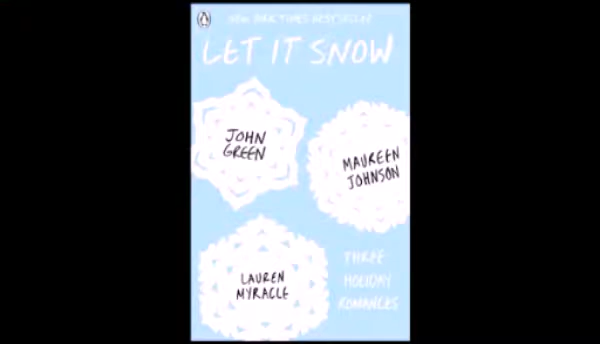 NEW YORK TIMES BESTSELLER
LET IT SNOW
JOHN
GREEN
MAUREEN
JOHNSON
LAUREN
MYRACLE
THREE
HOLIDAY
ROMANCES